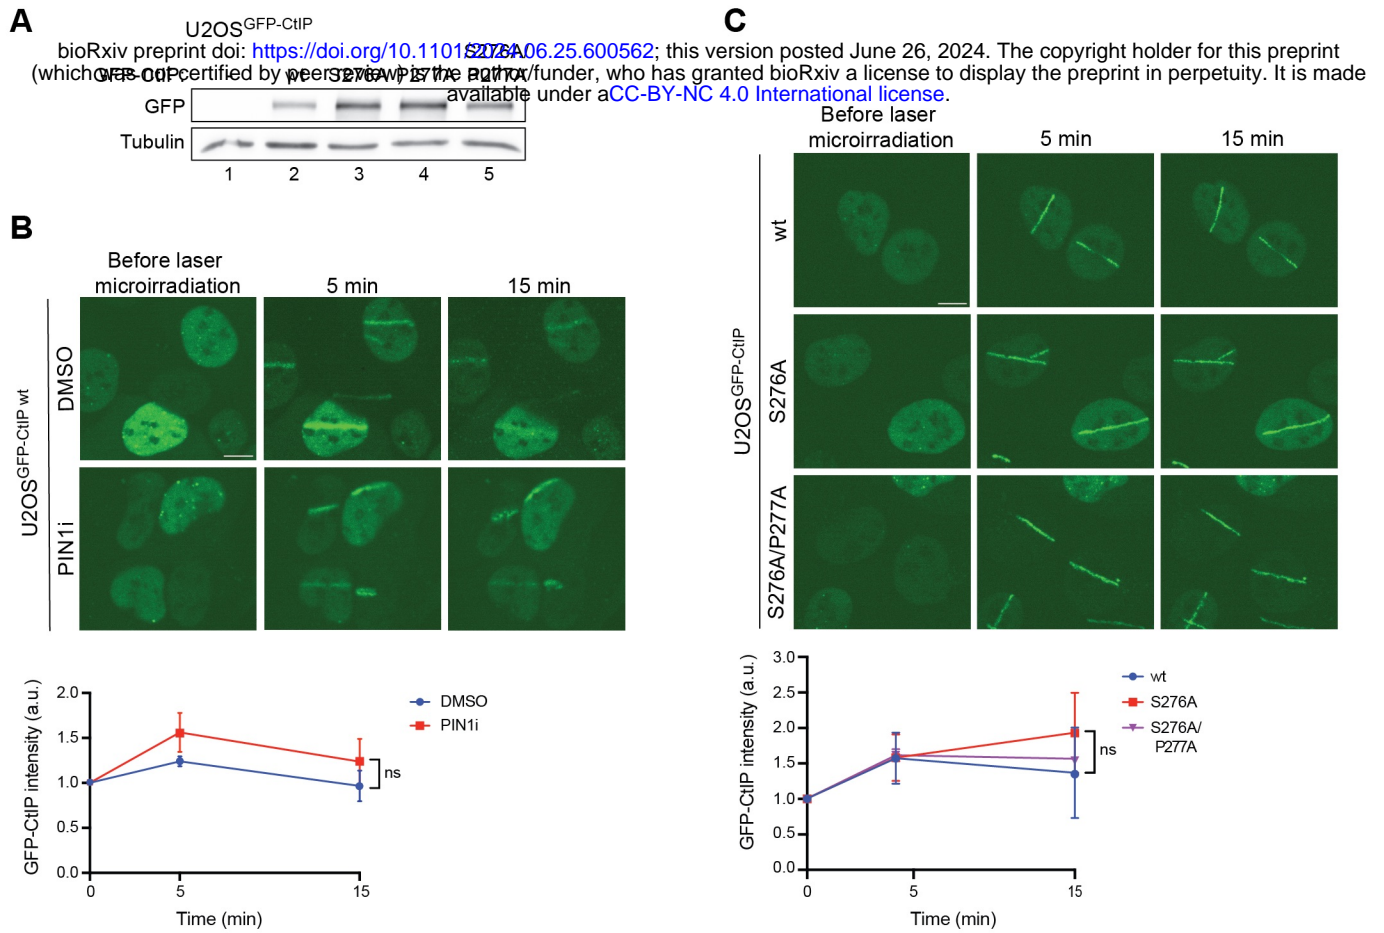 A
U2OS^GFP-CtIP
bioRxiv preprint doi: https://doi.org/10.1101/2024.06.25.600562; this version posted June 26, 2024. The copyright holder for this preprint
S276A/
(which was not certified by peer review) is the author/funder, who has granted bioRxiv a license to display the preprint in perpetuity. It is made
GFP-CtIP: - wt S276A P277A P277A
available under aCC-BY-NC 4.0 International license.
GFP
Tubulin
1 2 3 4 5
B
Before laser
microirradiation 5 min 15 min
U2OS^GFP-CtIP wt
DMSO
PIN1i
GFP-CtIP intensity (a.u.)
2.0
1.5
1.0
0.5
0.0
0 5 15
Time (min)
DMSO
PIN1i
ns
C
Before laser
microirradiation 5 min 15 min
U2OS^GFP-CtIP
wt
S276A
S276A/P277A
GFP-CtIP intensity (a.u.)
3.0
2.5
2.0
1.5
1.0
0.5
0.0
0 5 15
Time (min)
wt
S276A
S276A/
P277A
ns